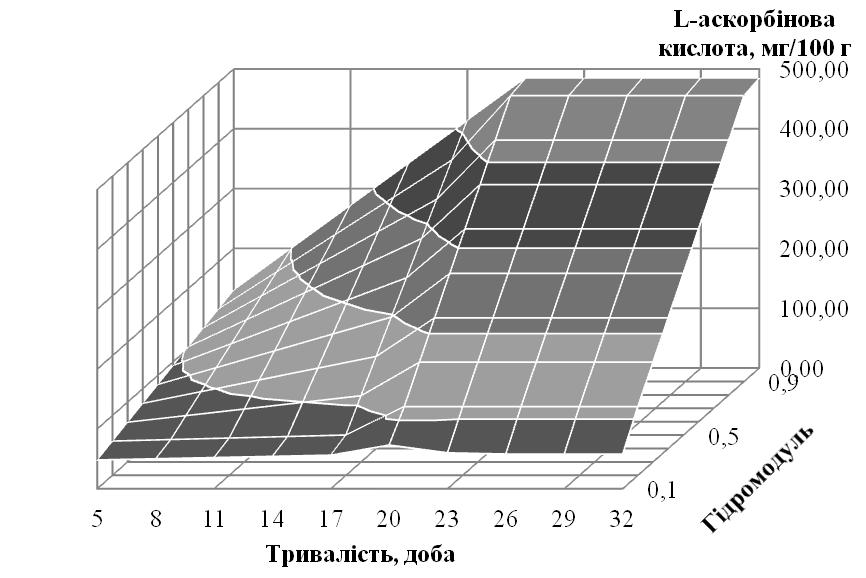 L-аскорбінова
кислота, мг/100 г
500,00
400,00
300,00
200,00
100,00
0,00
0,9
0,5
0,1
Гідромодуль
5 8 11 14 17 20 23 26 29 32
Тривалість, доба